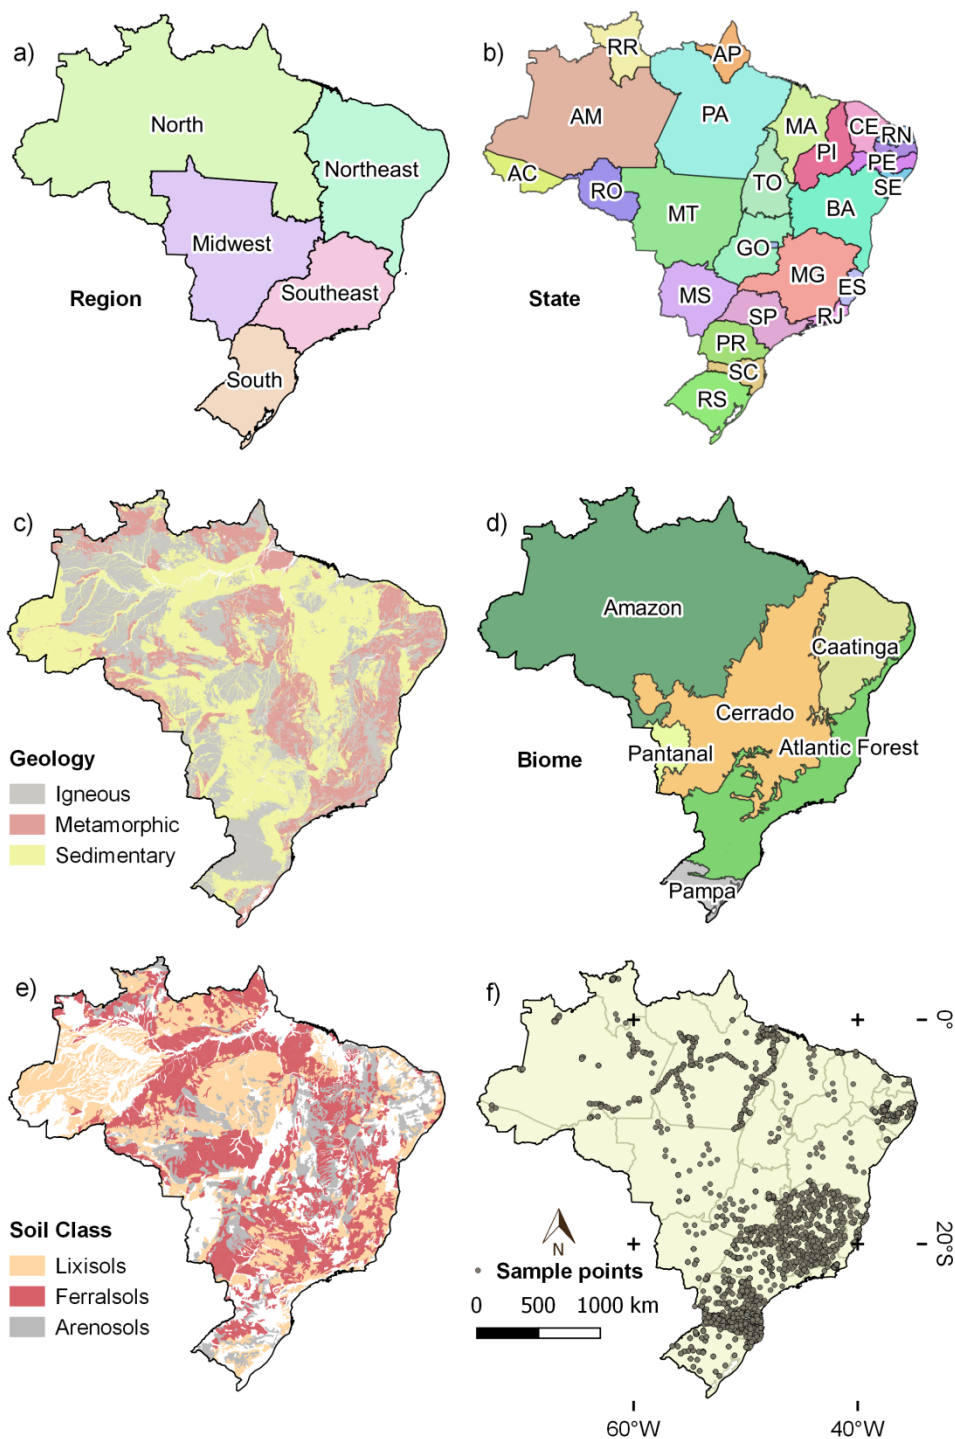 a)
North
Northeast
Midwest
Southeast
South
Region
b)
RR
AP
AM
PA
MA
CE
RN
PI
PE
AC
TO
SE
RO
BA
MT
GO
MG
MS
ES
SP
RJ
PR
SC
RS
State
c)
Geology
Igneous
Metamorphic
Sedimentary
d)
Amazon
Caatinga
Cerrado
Pantanal
Atlantic Forest
Pampa
Biome
e)
Soil Class
Lixisols
Ferralsols
Arenosols
f)
0°
20°S
N
Sample points
0 500 1000 km
60°W 40°W